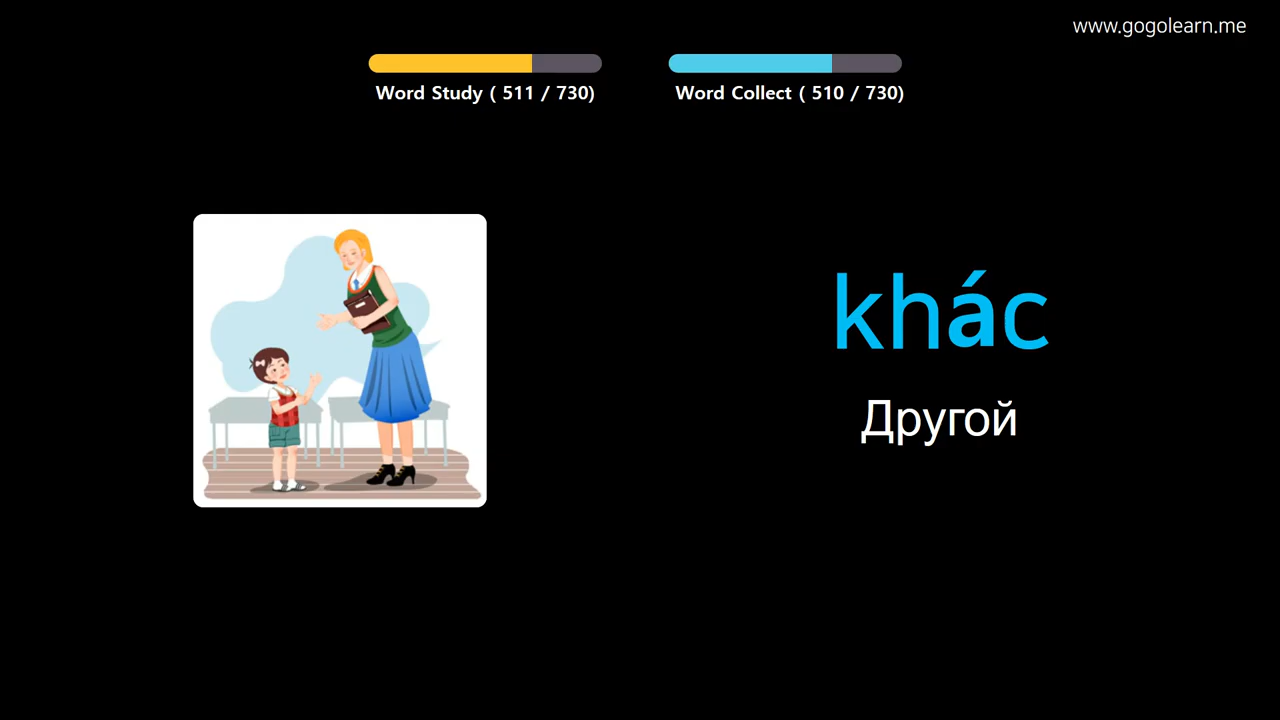 www.gogolearn.me
Word Study ( 511 / 730)
Word Collect ( 510 / 730)
khác
Другой